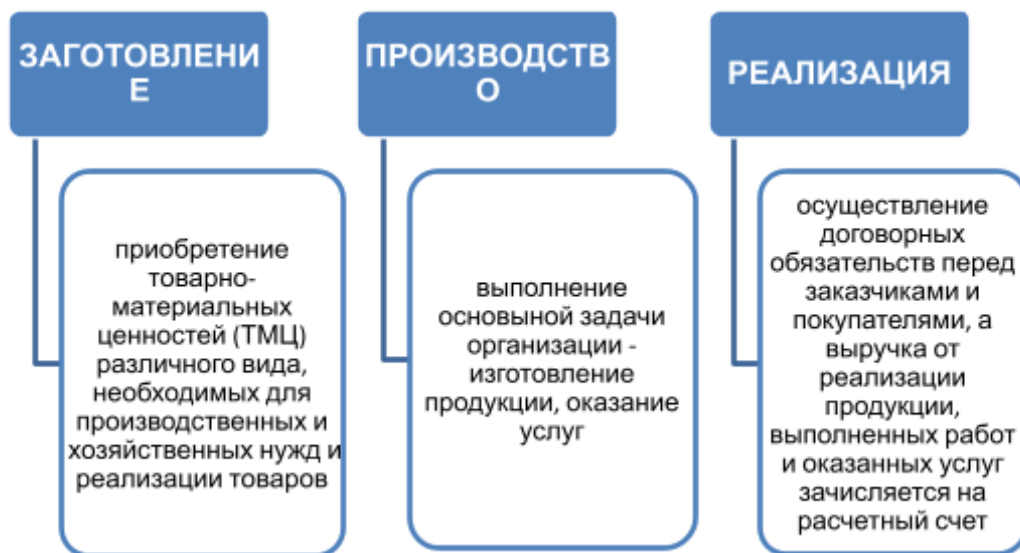 ЗАГОТОВЛЕНИ
Е
приобретение
товарно-
материальных
ценностей (ТМЦ)
различного вида,
необходимых для
производственных и
хозяйственных нужд и
реализации товаров
ПРОИЗВОДСТВ
О
выполнение
основыной задачи
организации -
изготовление
продукции, оказание
услуг
РЕАЛИЗАЦИЯ
осуществление
договорных
обязательств перед
заказчиками и
покупателями, а
выручка от
реализации
продукции,
выполненных работ
и оказанных услуг
зачисляется на
расчетный счет